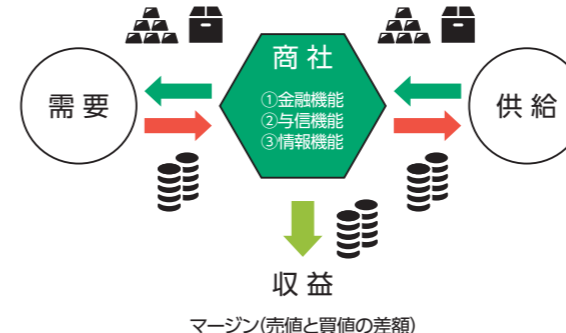 商社
①金融機能
②与信機能
③情報機能
需要
供給
収益
マージン(売値と買値の差額)